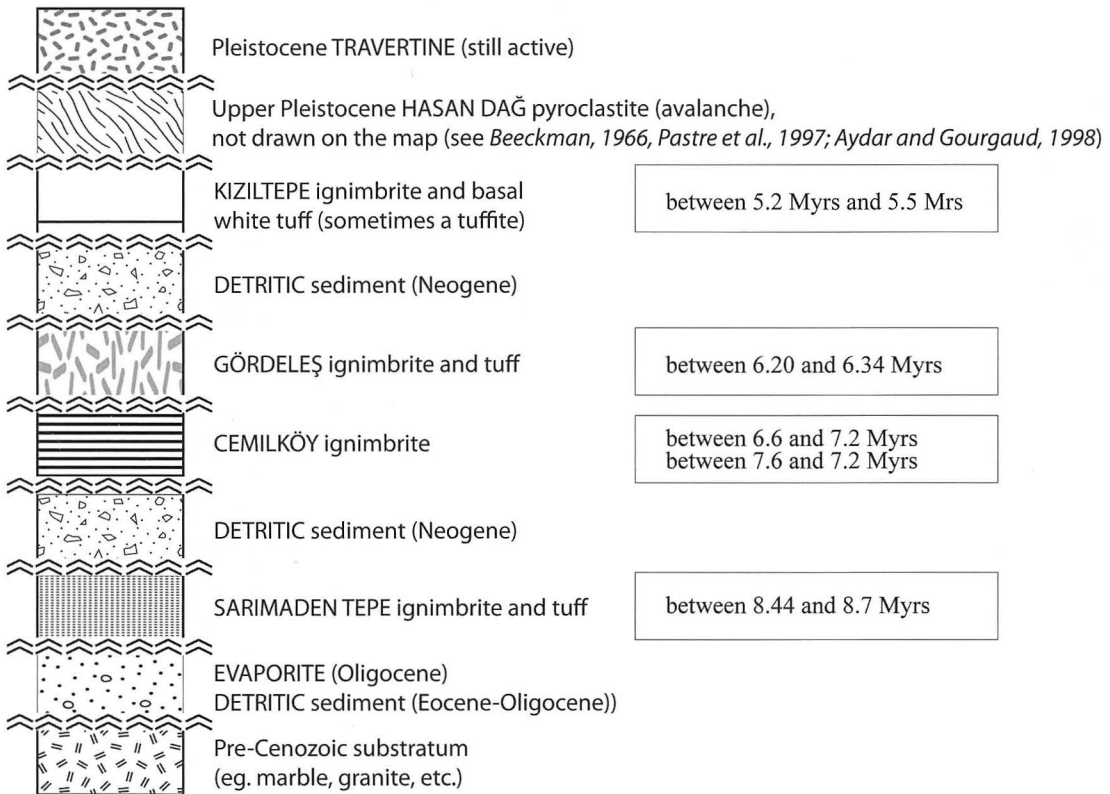 Pleistocene TRAVERTINE (still active)
Upper Pleistocene HASAN DAĞ pyroclastite (avalanche),
not drawn on the map (see Beeckman, 1966, Pastre et al., 1997; Aydar and Gourgaud, 1998)
KIZILTEPE ignimbrite and basal
white tuff (sometimes a tuffite)
between 5.2 Myrs and 5.5 Mrs
DETRITIC sediment (Neogene)
GÖRDELEŞ ignimbrite and tuff
between 6.20 and 6.34 Myrs
CEMILKÖY ignimbrite
between 6.6 and 7.2 Myrs
between 7.6 and 7.2 Myrs
DETRITIC sediment (Neogene)
SARIMADEN TEPE ignimbrite and tuff
between 8.44 and 8.7 Myrs
EVAPORITE (Oligocene)
DETRITIC sediment (Eocene-Oligocene))
Pre-Cenozoic substratum
(eg. marble, granite, etc.)